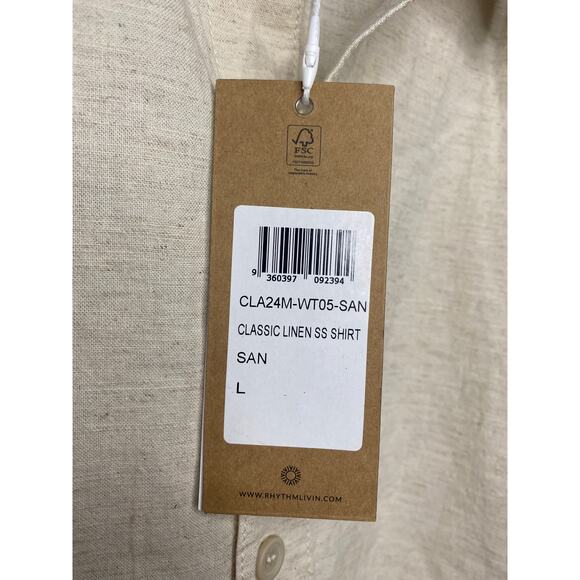 FSC
9 360397 092394
CLA24M-WT05-SAN
CLASSIC LINEN SS SHIRT
SAN
L
WWW.RHYTHMLIVIN.COM